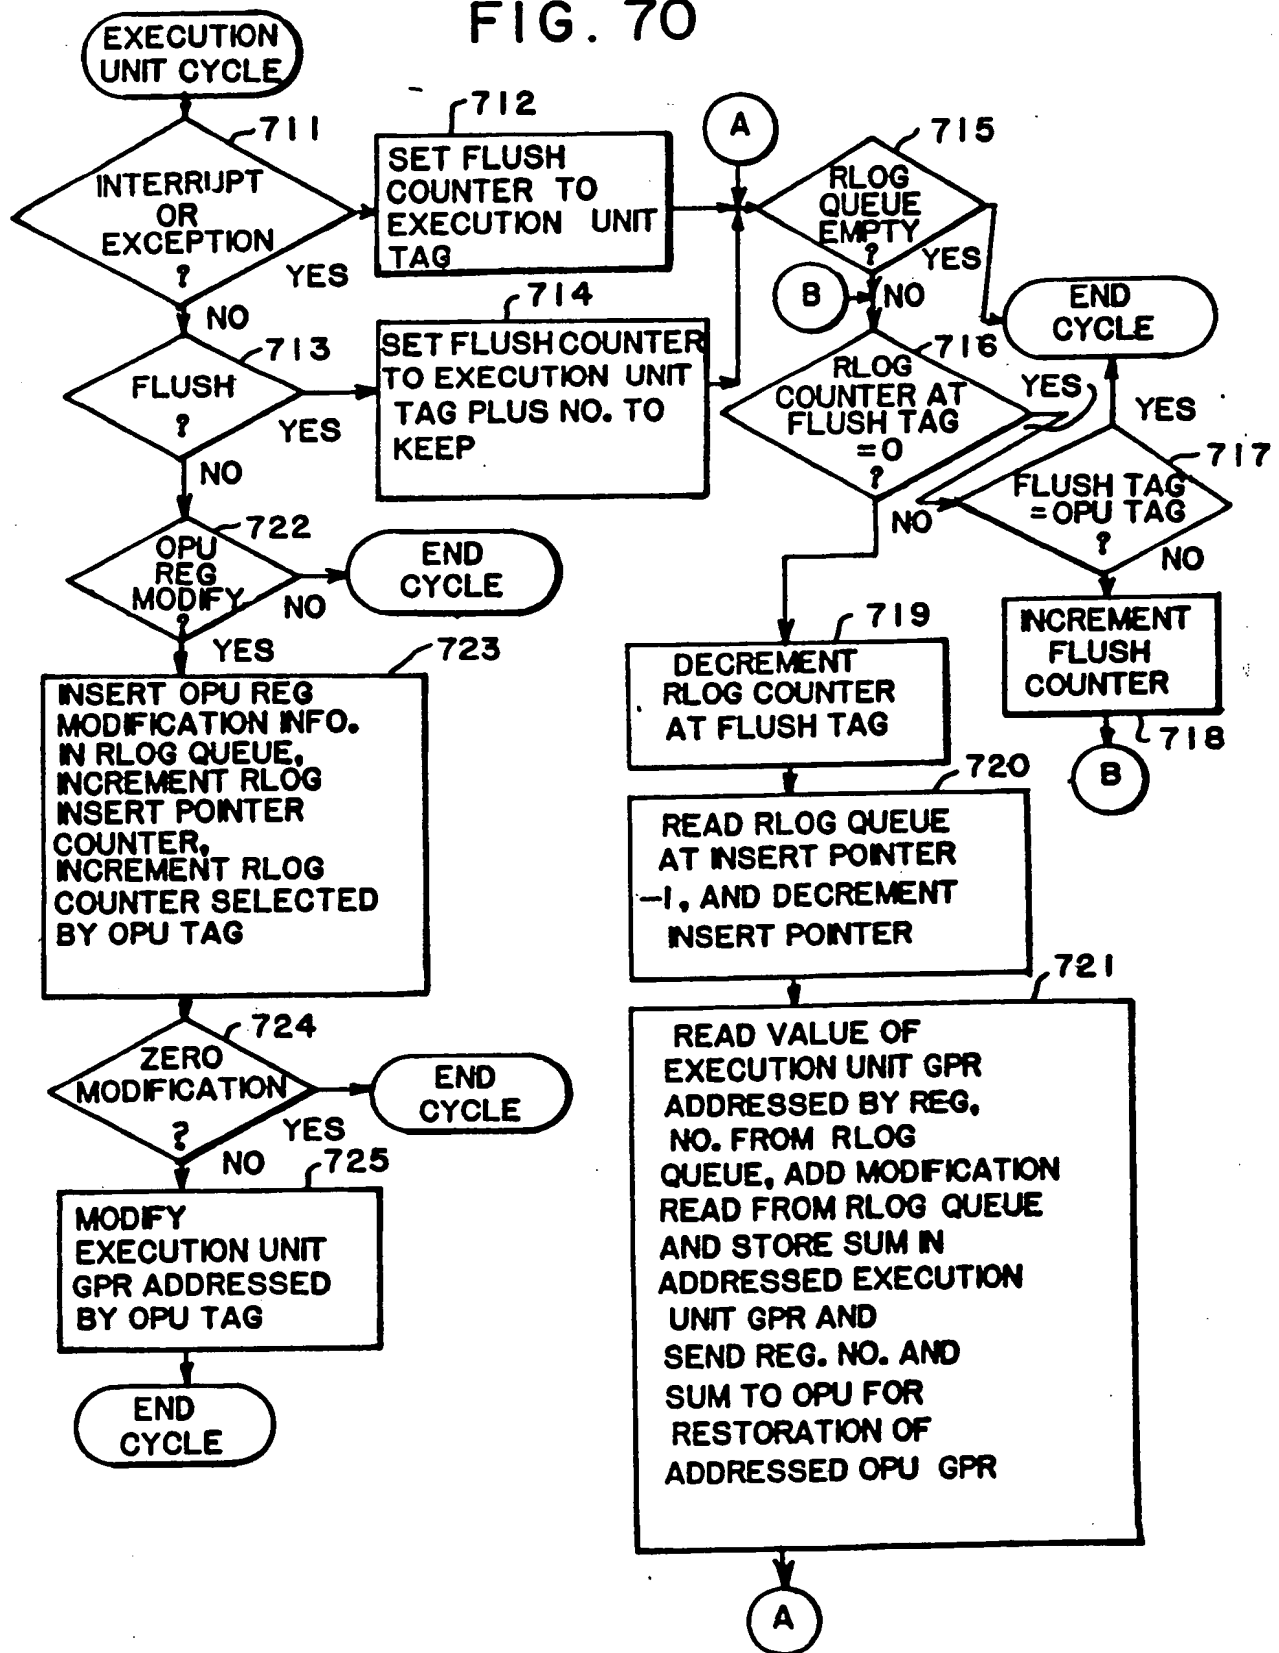 FIG. 70
EXECUTION
UNIT CYCLE
711
INTERRUPT
OR
EXCEPTION
?
YES
NO
712
SET FLUSH
COUNTER TO
EXECUTION UNIT
TAG
713
FLUSH
?
YES
NO
714
SET FLUSH COUNTER
TO EXECUTION UNIT
TAG PLUS NO. TO
KEEP
722
OPU
REG
MODIFY
?
NO
YES
END
CYCLE
723
INSERT OPU REG
MODIFICATION INFO.
IN RLOG QUEUE,
INCREMENT RLOG
INSERT POINTER
COUNTER,
INCREMENT RLOG
COUNTER SELECTED
BY OPU TAG
724
ZERO
MODIFICATION
?
YES
NO
END
CYCLE
725
MODIFY
EXECUTION UNIT
GPR ADDRESSED
BY OPU TAG
END
CYCLE
A
715
RLOG
QUEUE
EMPTY
?
YES
NO
B
END
CYCLE
716
RLOG
COUNTER AT
FLUSH TAG
=0
?
YES
NO
YES
717
FLUSH TAG
=OPU TAG
?
NO
INCREMENT
FLUSH
COUNTER
718
B
719
DECREMENT
RLOG COUNTER
AT FLUSH TAG
720
READ RLOG QUEUE
AT INSERT POINTER
-1, AND DECREMENT
INSERT POINTER
721
READ VALUE OF
EXECUTION UNIT GPR
ADDRESSED BY REG,
NO. FROM RLOG
QUEUE, ADD MODIFICATION
READ FROM RLOG QUEUE
AND STORE SUM IN
ADDRESSED EXECUTION
UNIT GPR AND
SEND REG. NO. AND
SUM TO OPU FOR
RESTORATION OF
ADDRESSED OPU GPR
A